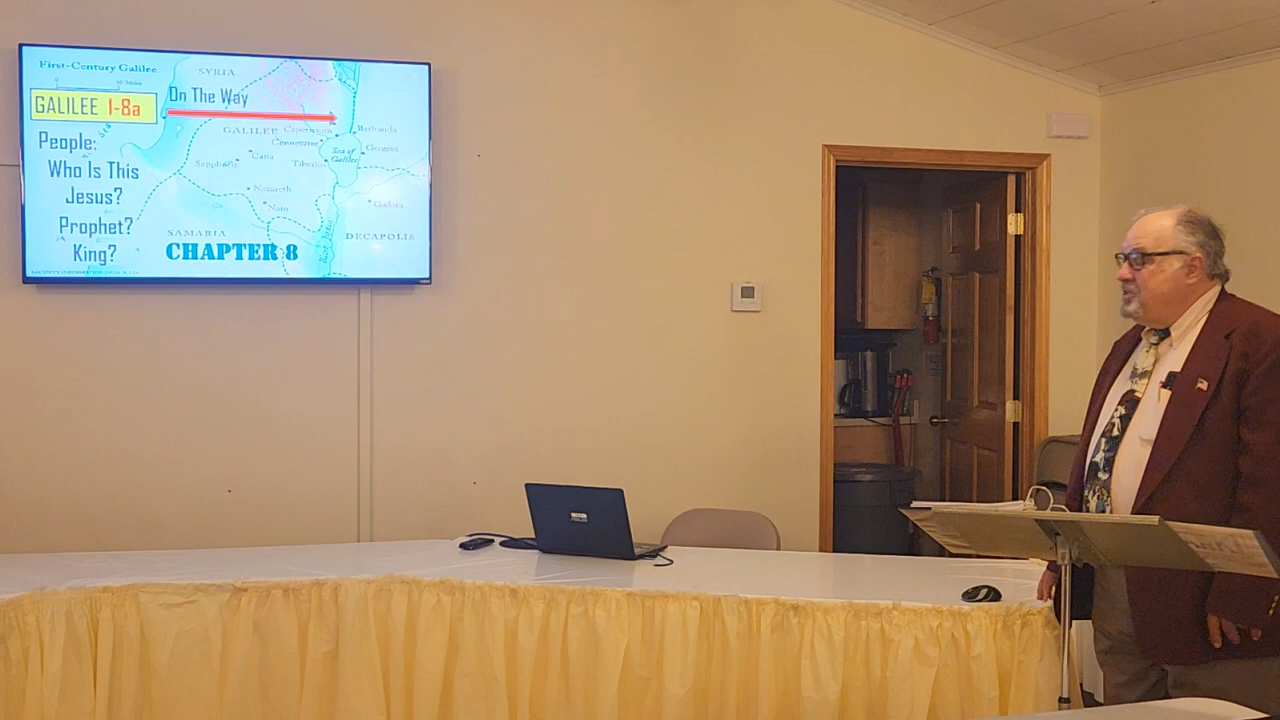 First-Century Galilee
GALILEE 1-8a
On The Way
People:
Who Is This
Jesus?
Prophet?
King?
SYRIA
GALILEE
Capernaum
Bethsaida
Gennesaret
Gergesa
Sea of
Galilee
Cana
Sepphoris
Tiberias
Nazareth
Nain
Gadara
SAMARIA
DECAPOLIS
CHAPTER 8